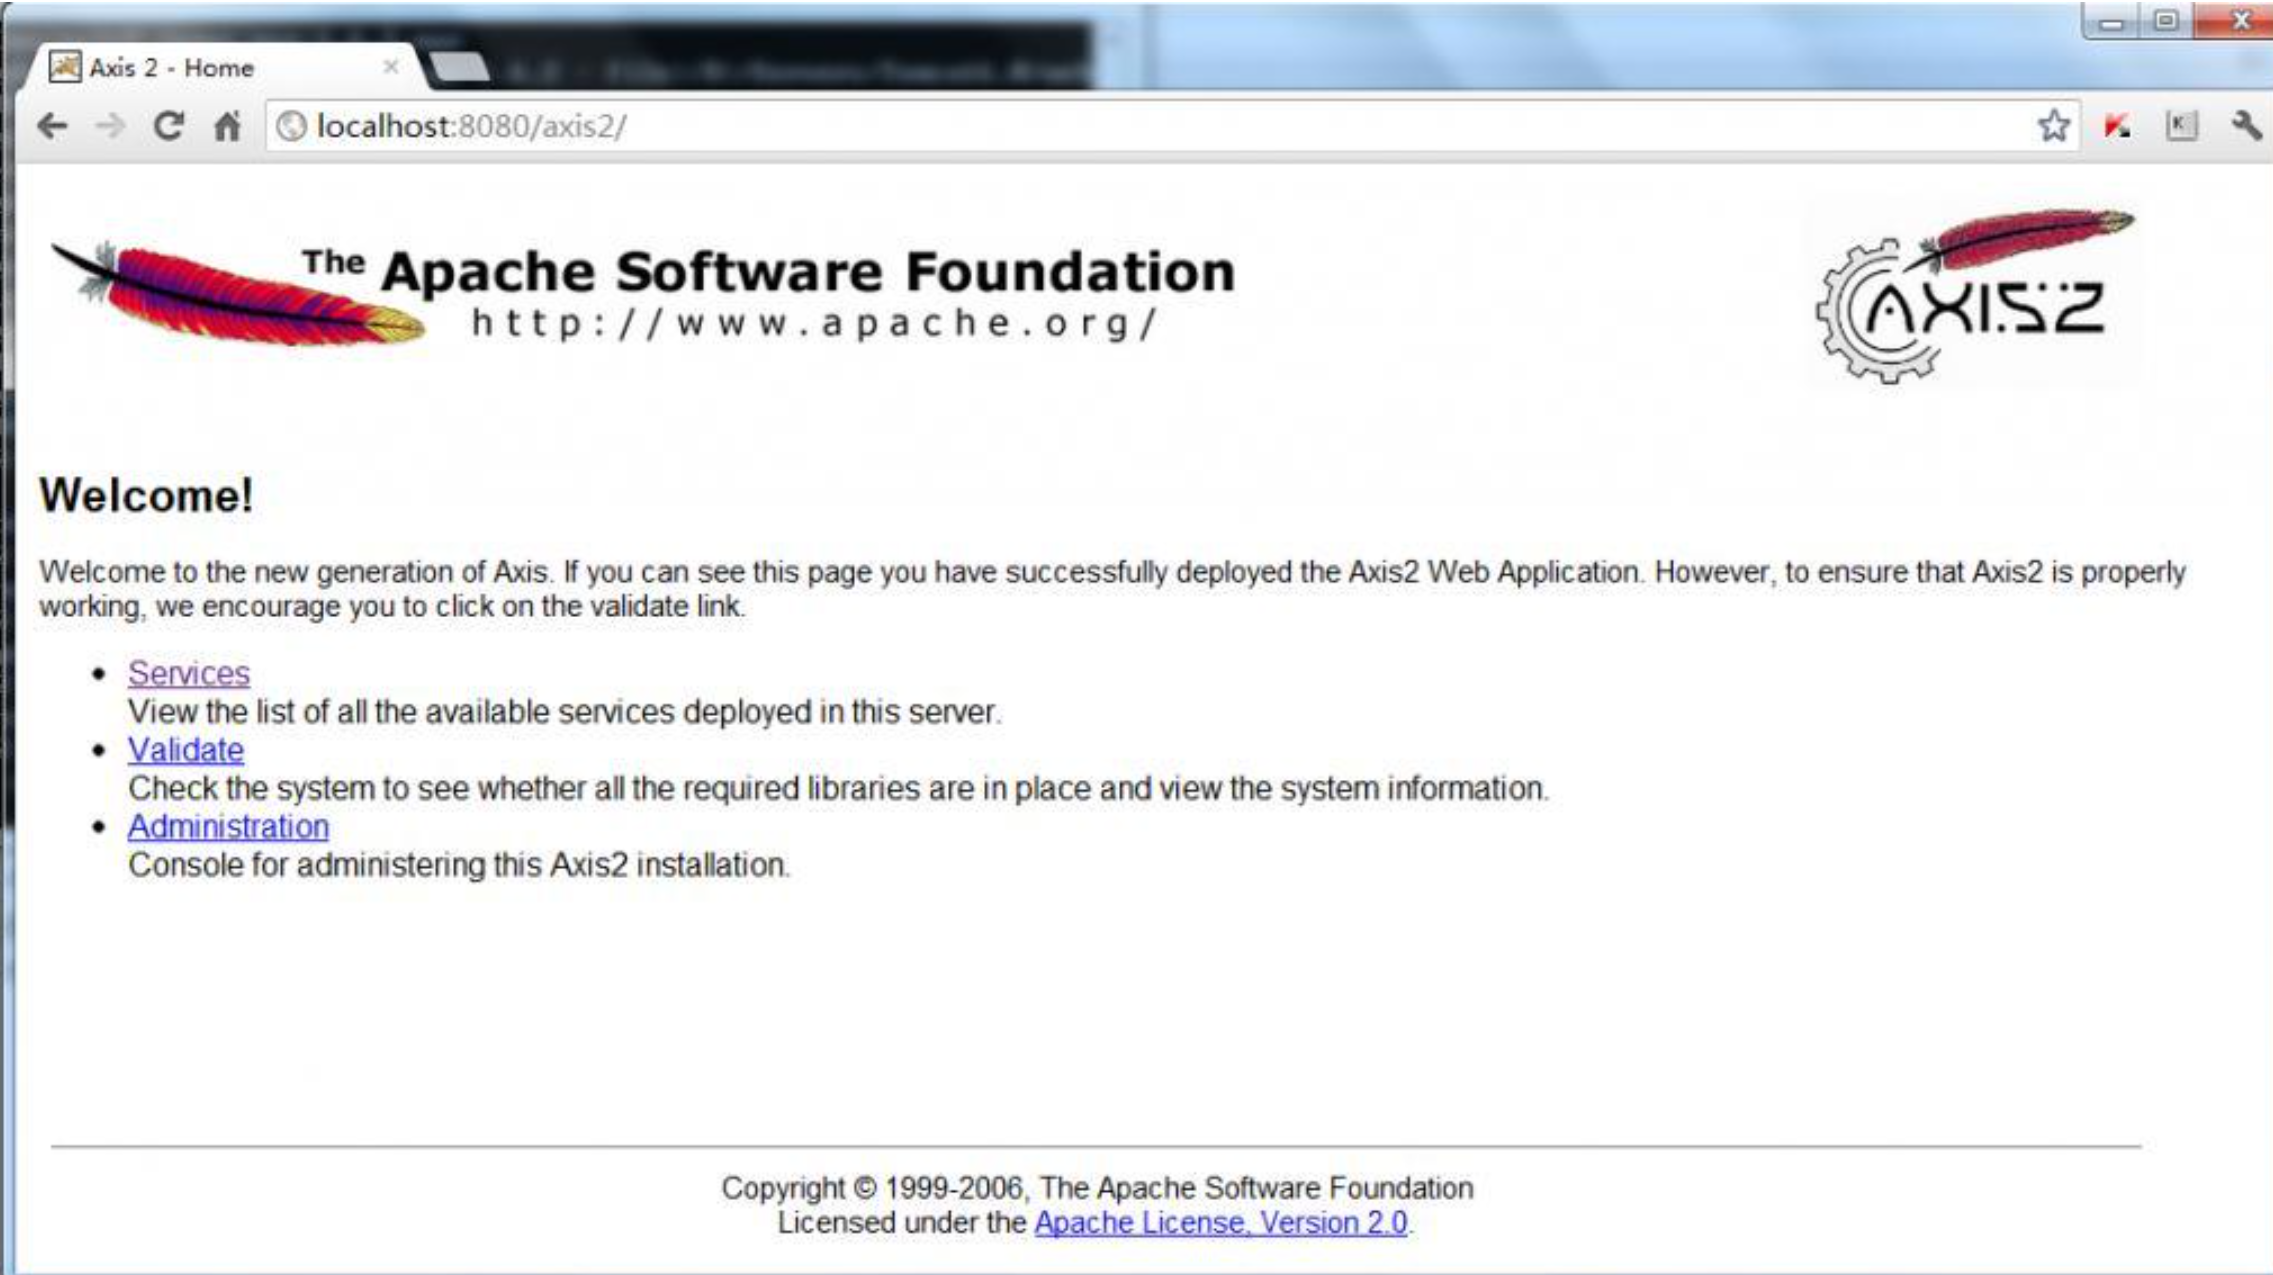 Axis 2 - Home
localhost:8080/axis2/
The Apache Software Foundation
http://www.apache.org/
AXIS2
Welcome!
Welcome to the new generation of Axis. If you can see this page you have successfully deployed the Axis2 Web Application. However, to ensure that Axis2 is properly
working, we encourage you to click on the validate link.
Services
View the list of all the available services deployed in this server.
Validate
Check the system to see whether all the required libraries are in place and view the system information.
Administration
Console for administering this Axis2 installation.
Copyright © 1999-2006, The Apache Software Foundation
Licensed under the Apache License, Version 2.0.